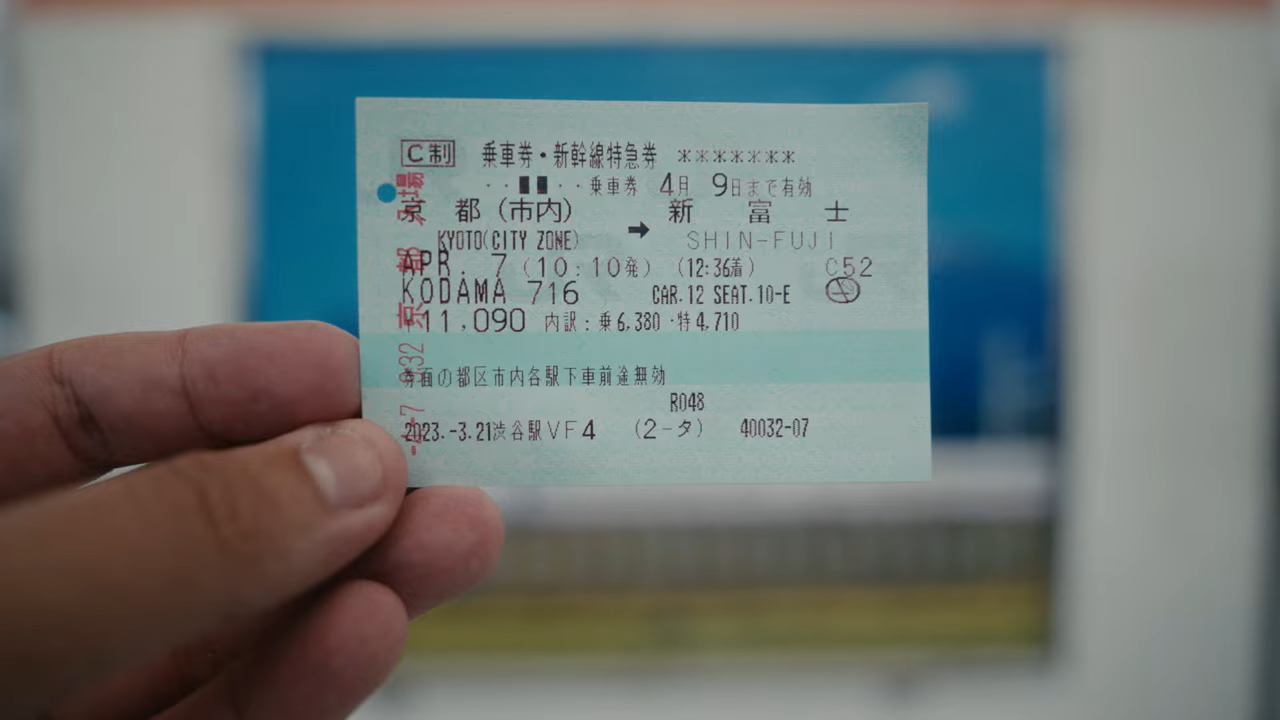 C制 乗車券・新幹線特急券 *******
・・■■・・乗車券 4月 9日まで有効
京 都(市内) ➡ 新 富 士
KYOTO(CITY ZONE) SHIN-FUJI
APR. 7(10:10発) (12:36着) C52
KODAMA 716 CAR.12 SEAT.10-E
11,090 内訳:乗6,380・特4,710
券面の都区市内各駅下車前途無効
R048
2023.-3.21渋谷駅VF4 (2-タ) 40032-07